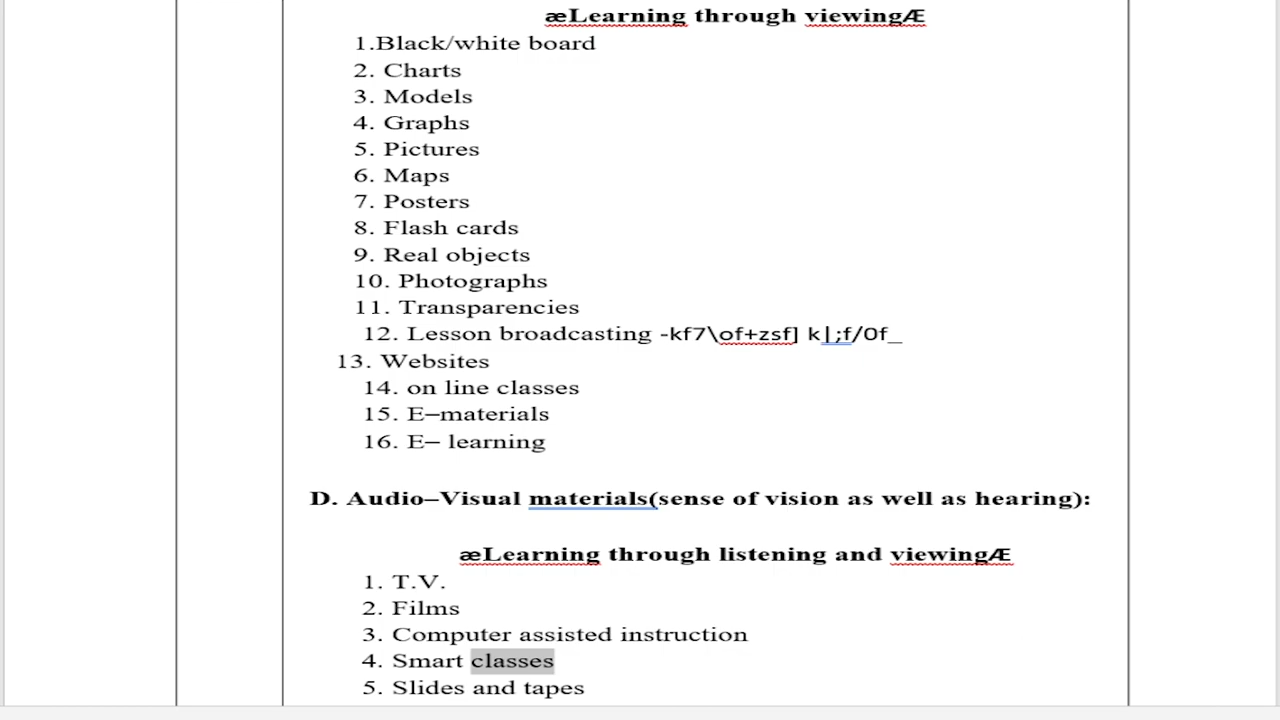 æLearning through viewingÆ
1.Black/white board
2. Charts
3. Models
4. Graphs
5. Pictures
6. Maps
7. Posters
8. Flash cards
9. Real objects
10. Photographs
11. Transparencies
12. Lesson broadcasting -kf7\of+zsf] k|;f/0f_
13. Websites
14. on line classes
15. E–materials
16. E– learning
D. Audio–Visual materials(sense of vision as well as hearing):
æLearning through listening and viewingÆ
1. T.V.
2. Films
3. Computer assisted instruction
4. Smart classes
5. Slides and tapes